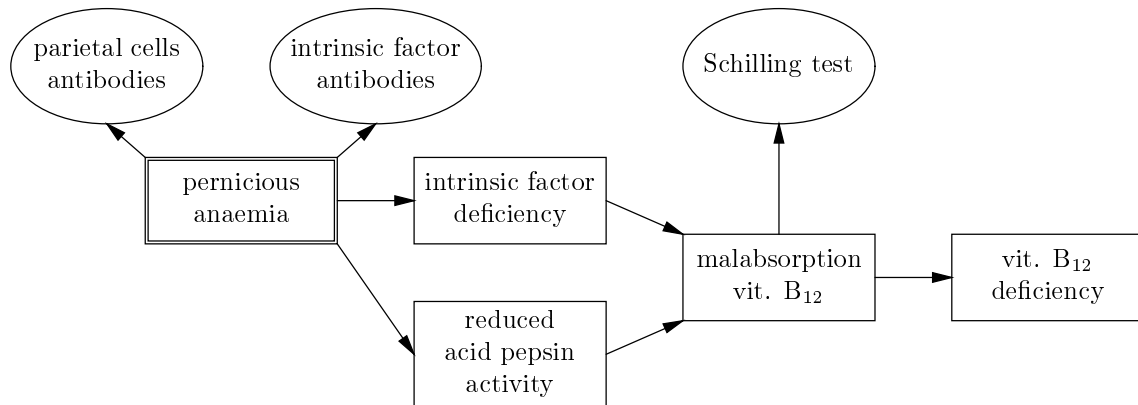 parietal cells
antibodies
intrinsic factor
antibodies
Schilling test
pernicious
anaemia
intrinsic factor
deficiency
malabsorption
vit. B₁₂
vit. B₁₂
deficiency
reduced
acid pepsin
activity